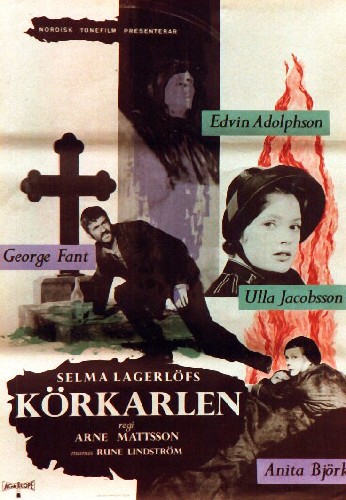 NORDISK TONEFILM PRESENTERAR
Edvin Adolphson
George Fant
Ulla Jacobsson
SELMA LAGERLÖFS
KÖRKARLEN
regi
ARNE MATTSSON
manus RUNE LINDSTRÖM
Anita Björk